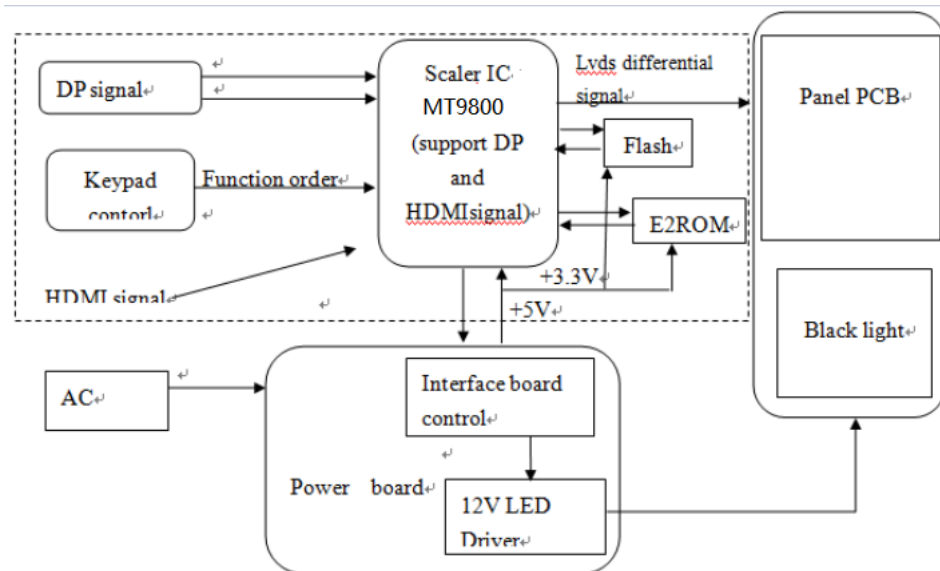 DP signal↵
↵
↵
Scaler IC
MT9800
(support DP
and
HDMIsignal)↵
Lvds differential
signal↵
Panel PCB↵
Flash↵
Keypad
contorl↵
Function order↵
↵
E2ROM↵
HDMI signal↵
↵
+3.3V↵
+5V↵
Black light↵
AC↵
↵
Interface board
control↵
↵
Power board↵
12V LED
Driver↵